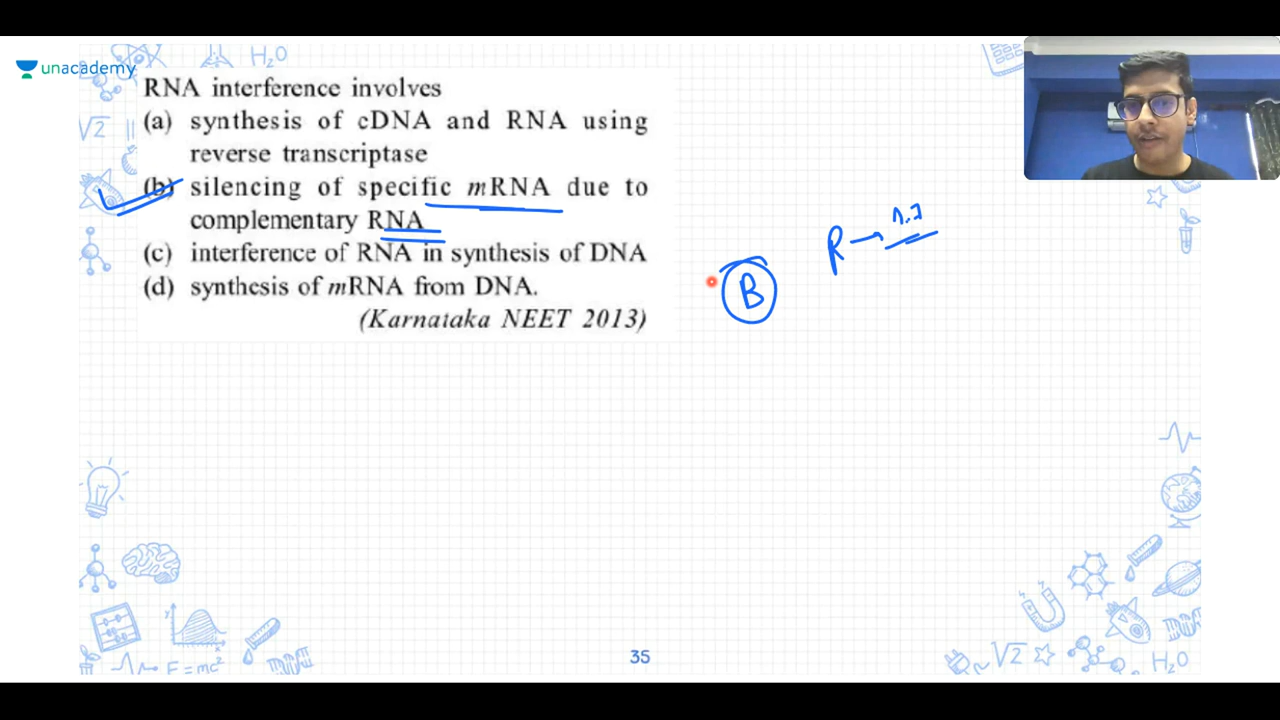 unacademy
H₂O
√2
RNA interference involves
(a) synthesis of cDNA and RNA using
reverse transcriptase
(b) silencing of specific mRNA due to
complementary RNA
(c) interference of RNA in synthesis of DNA
(d) synthesis of mRNA from DNA.
(Karnataka NEET 2013)
R →
B
y
x
F = mc²
35
√2
H₂O